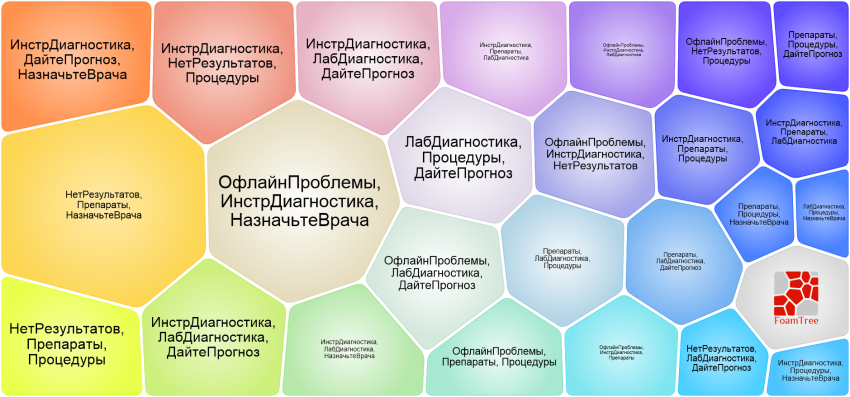 ИнстрДиагностика,
ДайтеПрогноз,
НазначьтеВрача
ИнстрДиагностика,
НетРезультатов,
Процедуры
ИнстрДиагностика,
ЛабДиагностика,
ДайтеПрогноз
ИнстрДиагностика,
Препараты,
ЛабДиагностика
ОфлайнПроблемы,
ИнстрДиагностика,
ЛабДиагностика
ОфлайнПроблемы,
НетРезультатов,
Процедуры
Препараты,
Процедуры,
ДайтеПрогноз
НетРезультатов,
Препараты,
НазначьтеВрача
ОфлайнПроблемы,
ИнстрДиагностика,
НазначьтеВрача
ЛабДиагностика,
Процедуры,
ДайтеПрогноз
ОфлайнПроблемы,
ИнстрДиагностика,
НетРезультатов
ИнстрДиагностика,
Препараты,
Процедуры
ИнстрДиагностика,
Препараты,
ЛабДиагностика
ОфлайнПроблемы,
ЛабДиагностика,
ДайтеПрогноз
Препараты,
ЛабДиагностика,
Процедуры
Препараты,
ЛабДиагностика,
ДайтеПрогноз
Препараты,
Процедуры,
НазначьтеВрача
ЛабДиагностика,
Процедуры,
НазначьтеВрача
FoamTree
НетРезультатов,
Препараты,
Процедуры
ИнстрДиагностика,
ЛабДиагностика,
ДайтеПрогноз
ИнстрДиагностика,
ЛабДиагностика,
НазначьтеВрача
ОфлайнПроблемы,
Препараты, Процедуры
ОфлайнПроблемы,
ИнстрДиагностика,
Препараты
НетРезультатов,
ЛабДиагностика,
ДайтеПрогноз
ИнстрДиагностика,
Процедуры,
НазначьтеВрача